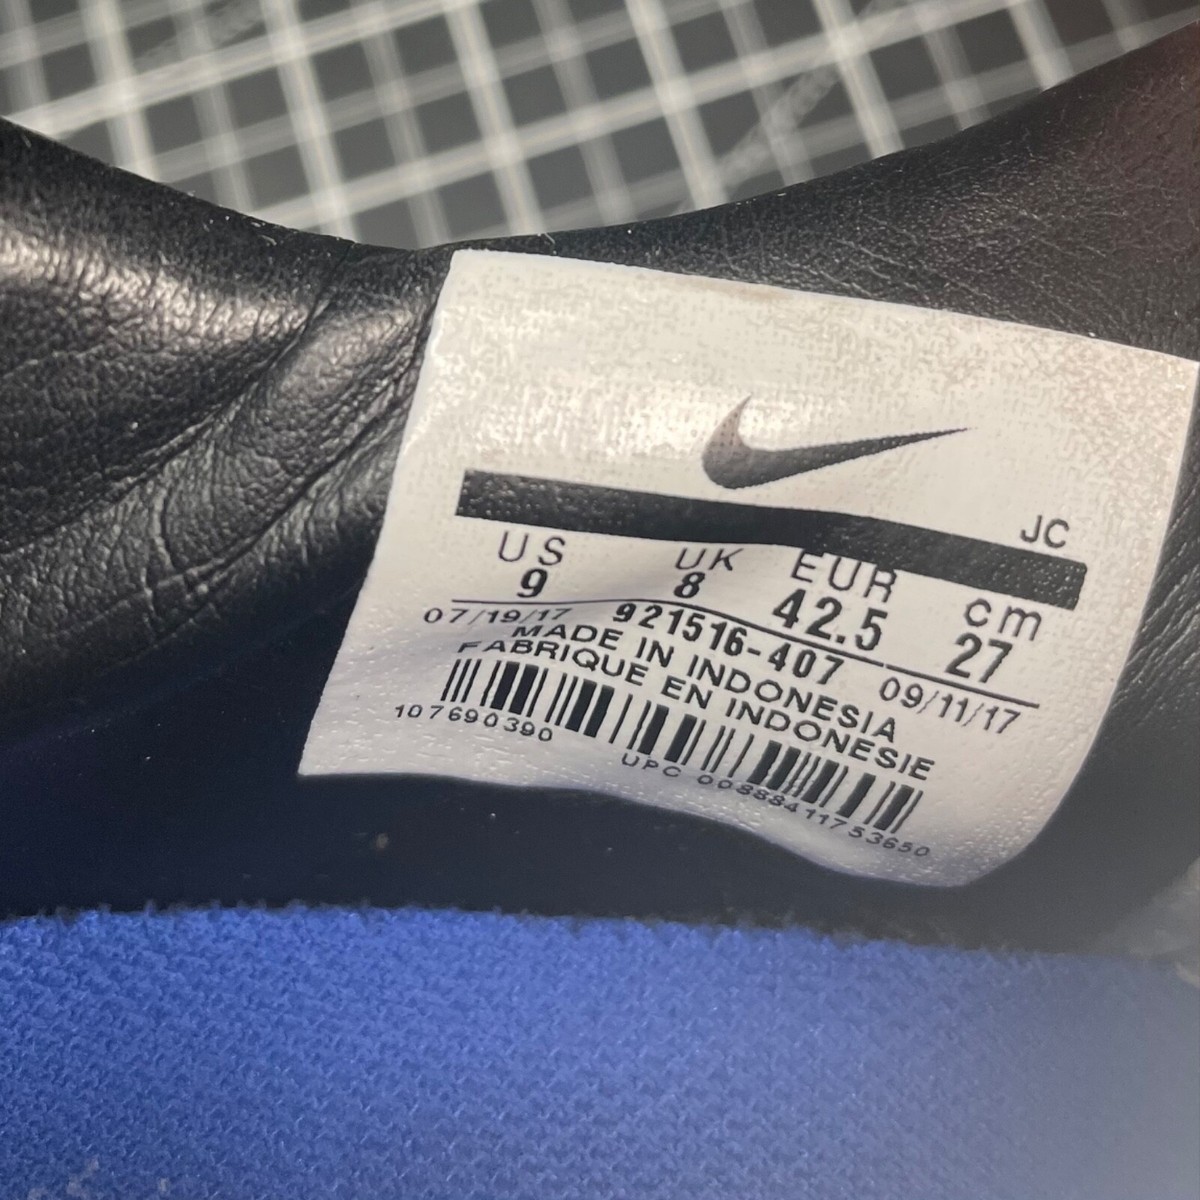 JC
US UK EUR cm
9 8 42.5 27
07/19/17 921516-407 09/11/17
MADE IN INDONESIA
FABRIQUE EN INDONESIE
107690390
UPC 00888411753650